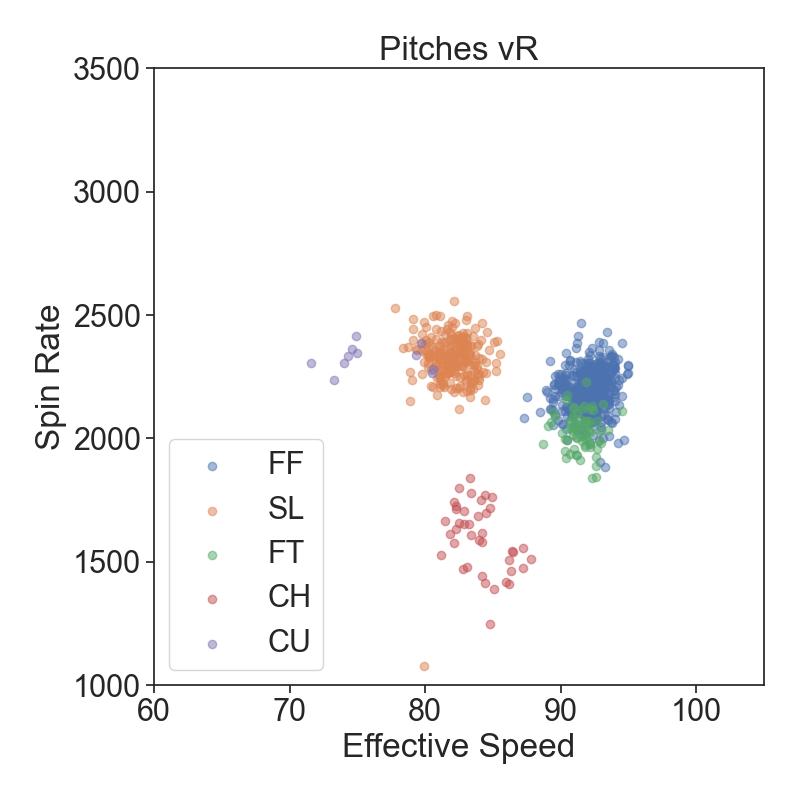 Pitches vR
3500
3000
2500
2000
1500
1000
Spin Rate
FF
SL
FT
CH
CU
60 70 80 90 100
Effective Speed